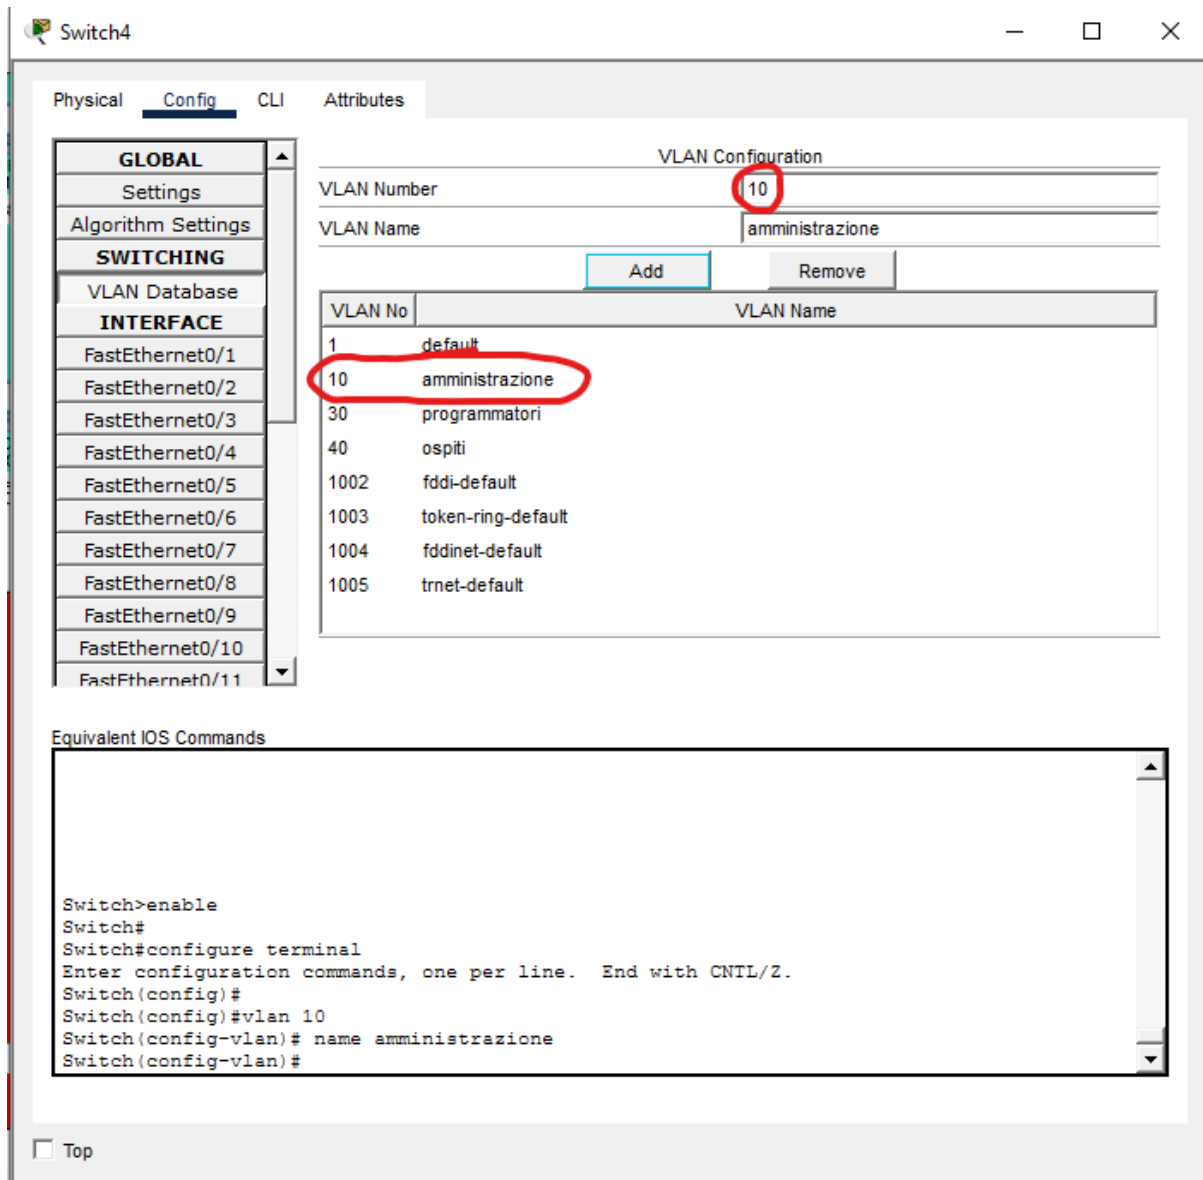 Switch4
Physical Config CLI Attributes
GLOBAL
Settings
Algorithm Settings
SWITCHING
VLAN Database
INTERFACE
FastEthernet0/1
FastEthernet0/2
FastEthernet0/3
FastEthernet0/4
FastEthernet0/5
FastEthernet0/6
FastEthernet0/7
FastEthernet0/8
FastEthernet0/9
FastEthernet0/10
FastEthernet0/11
VLAN Configuration
VLAN Number 10
VLAN Name amministrazione
Add Remove
VLAN No VLAN Name
1 default
10 amministrazione
30 programmatori
40 ospiti
1002 fddi-default
1003 token-ring-default
1004 fddinet-default
1005 trnet-default
Equivalent IOS Commands
Switch>enable
Switch#
Switch#configure terminal
Enter configuration commands, one per line.  End with CNTL/Z.
Switch(config)#
Switch(config)#vlan 10
Switch(config-vlan)# name amministrazione
Switch(config-vlan)#
Top